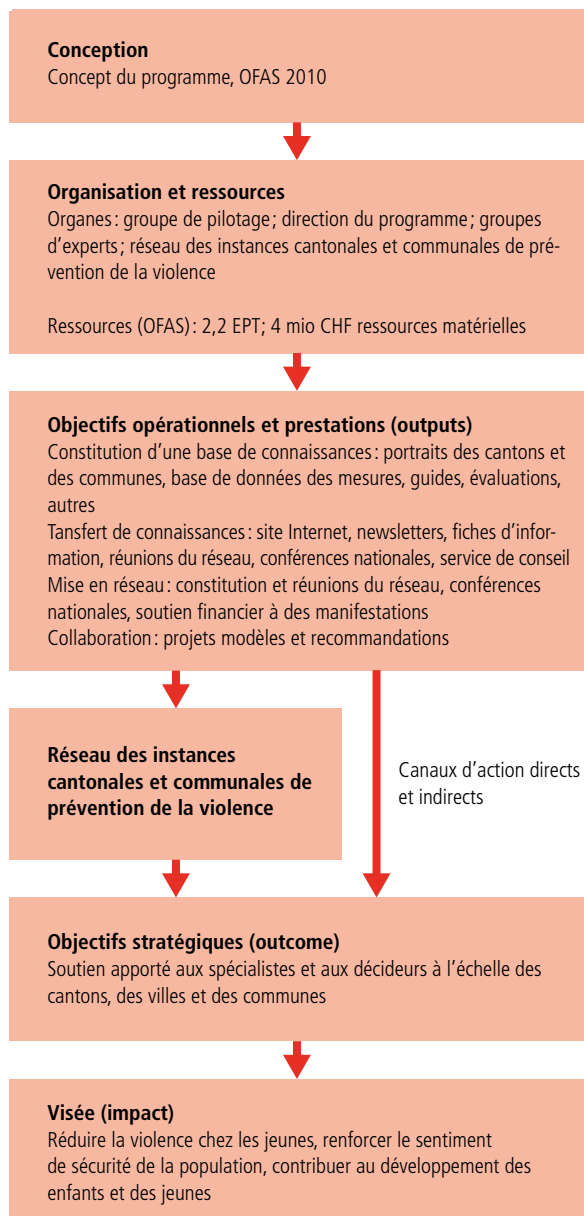 Conception
Concept du programme, OFAS 2010
Organisation et ressources
Organes : groupe de pilotage ; direction du programme ; groupes
d’experts ; réseau des instances cantonales et communales de pré-
vention de la violence
Ressources (OFAS) : 2,2 EPT; 4 mio CHF ressources matérielles
Objectifs opérationnels et prestations (outputs)
Constitution d’une base de connaissances : portraits des cantons et
des communes, base de données des mesures, guides, évaluations,
autres
Tansfert de connaissances : site Internet, newsletters, fiches d’infor-
mation, réunions du réseau, conférences nationales, service de conseil
Mise en réseau : constitution et réunions du réseau, conférences
nationales, soutien financier à des manifestations
Collaboration : projets modèles et recommandations
Réseau des instances
cantonales et communales de
prévention de la violence
Canaux d’action directs
et indirects
Objectifs stratégiques (outcome)
Soutien apporté aux spécialistes et aux décideurs à l’échelle des
cantons, des villes et des communes
Visée (impact)
Réduire la violence chez les jeunes, renforcer le sentiment
de sécurité de la population, contribuer au développement des
enfants et des jeunes